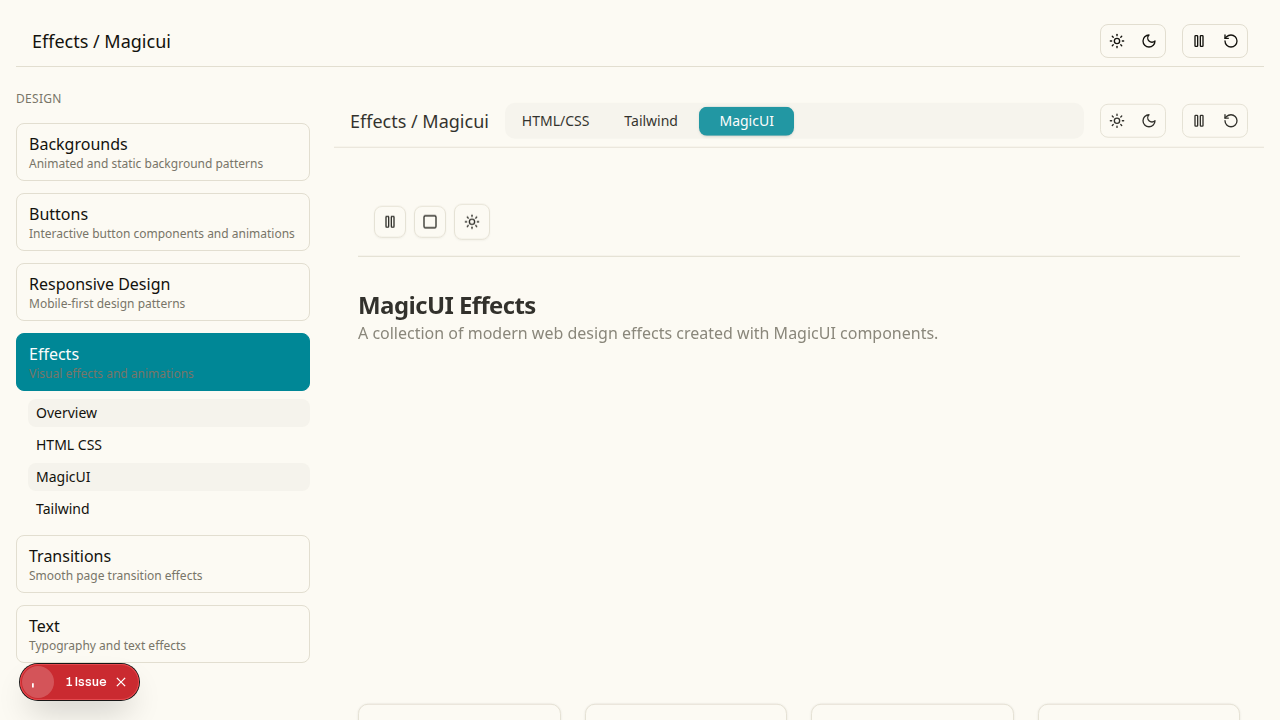 Effects / Magicui
DESIGN
Backgrounds
Animated and static background patterns
Buttons
Interactive button components and animations
Responsive Design
Mobile-first design patterns
Effects
Visual effects and animations
Overview
HTML CSS
MagicUI
Tailwind
Transitions
Smooth page transition effects
Text
Typography and text effects
1 Issue
Effects / Magicui HTML/CSS Tailwind MagicUI
MagicUI Effects
A collection of modern web design effects created with MagicUI components.